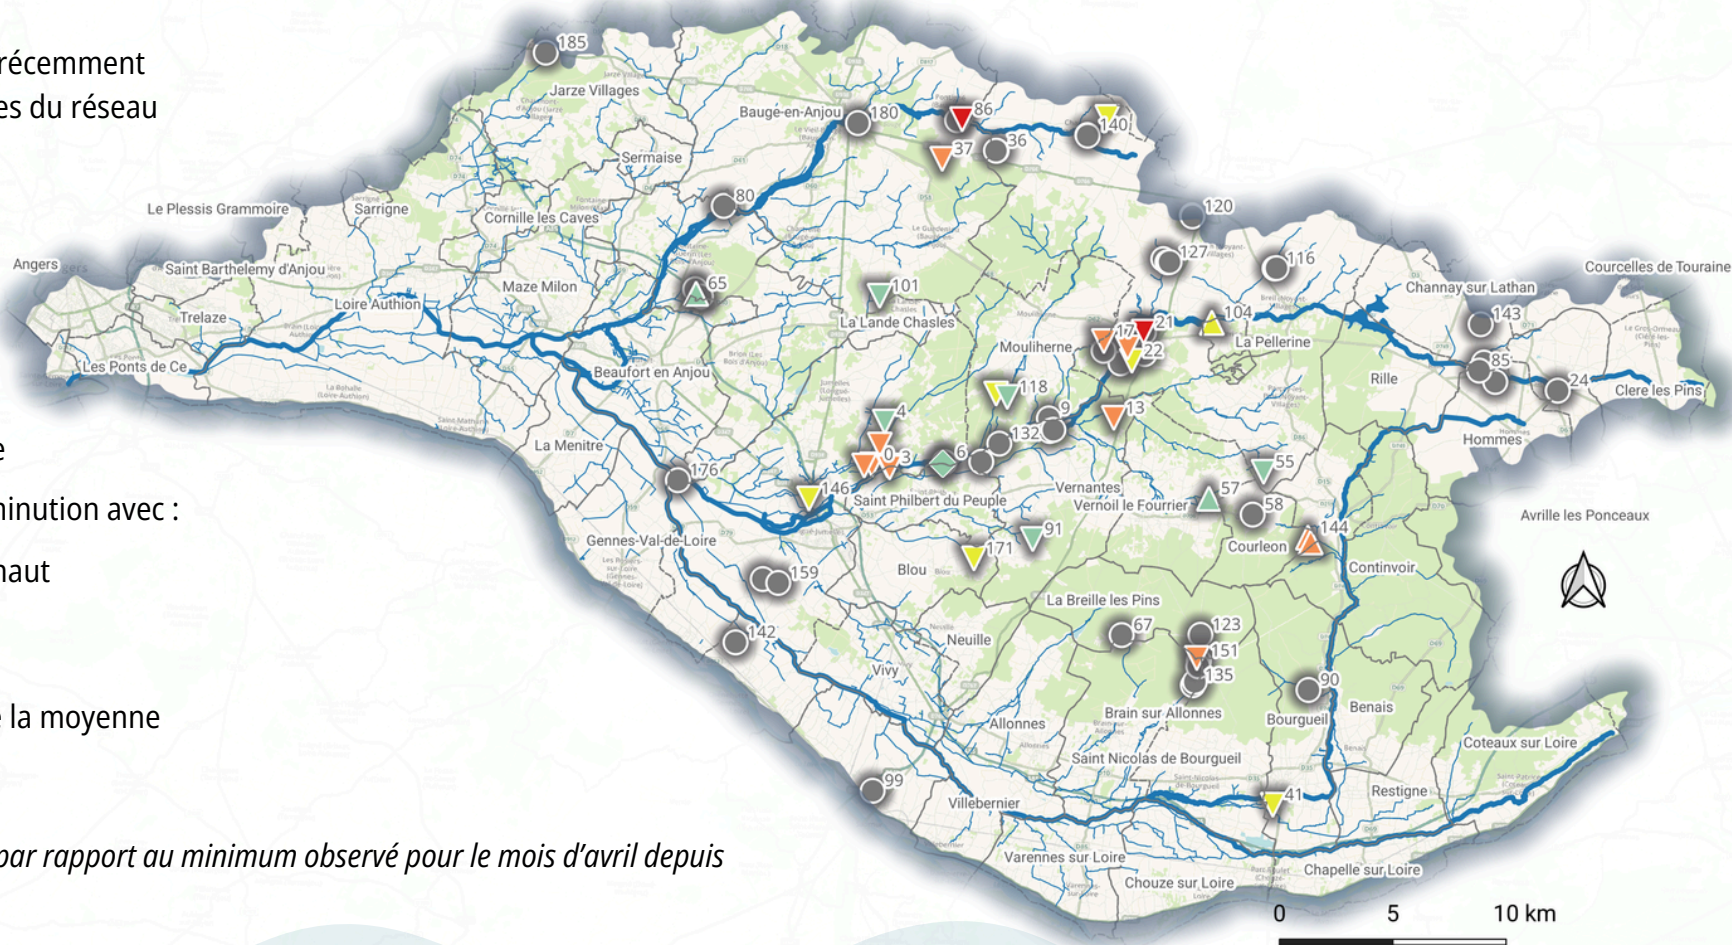 récemment
es du réseau
e
ninution avec :
haut
e la moyenne
par rapport au minimum observé pour le mois d'avril depuis
185
Jarze Villages
Baugé-en-Anjou
180
86
140
37
36
Sermaise
80
Le Plessis Grammoire
Sarrigne
Cornille les Caves
120
127
116
Angers
Saint Barthelemy d'Anjou
Maze Milon
65
101
Courcelles de Touraine
Channay sur Lathan
Loire Authion
Trelaze
La Lande Chasles
17
21
104
143
22
La Pellerine
Mouliherne
Les Ponts de Ce
Beaufort en Anjou
85
Rille
24
Clere les Pins
118
4
9
13
132
Hommes
La Menitre
0
3
6
176
146
Saint Philbert du Peuple
Vernantes
55
57
Vernoil le Fourrier
58
Avrille les Ponceaux
144
Gennes-Val-de-Loire
91
171
Courleon
Blou
159
Continvoir
La Breille les Pins
67
123
142
Neuille
151
Vivy
135
90
Brain sur Allonnes
Benais
Allonnes
Bourgueil
Coteaux sur Loire
Saint Nicolas de Bourgueil
99
Villebernier
41
Restigne
Varennes sur Loire
Chapelle sur Loire
Chouze sur Loire
0 5 10 km